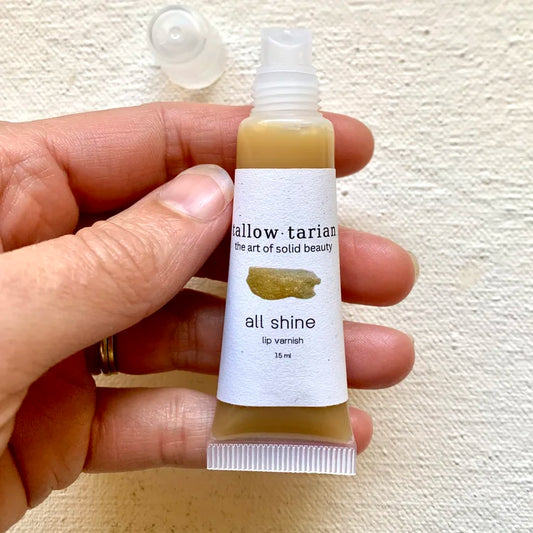 tallow·tarian
the art of solid beauty
all shine
lip varnish
15 ml